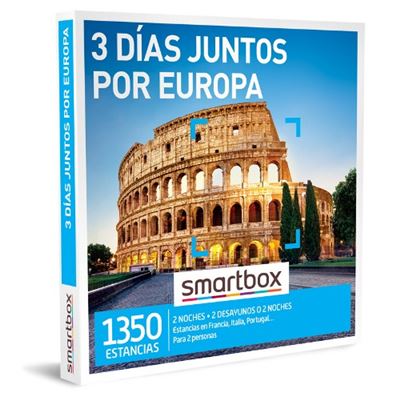 3 DÍAS JUNTOS
POR EUROPA
3 DÍAS JUNTOS POR EUROPA
smartbox
smartbox
1350
ESTANCIAS
2 NOCHES + 2 DESAYUNOS O 2 NOCHES
Estancias en Francia, Italia, Portugal...
Para 2 personas